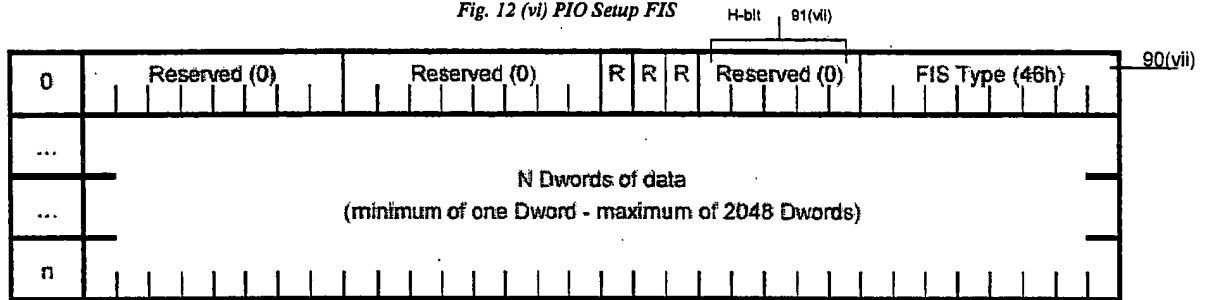 Fig. 12 (vi) PIO Setup FIS
H-bit 91(vii)
0 Reserved (0) Reserved (0) R R R Reserved (0) FIS Type (46h) 90(vii)
...
N Dwords of data
... (minimum of one Dword - maximum of 2048 Dwords)
n